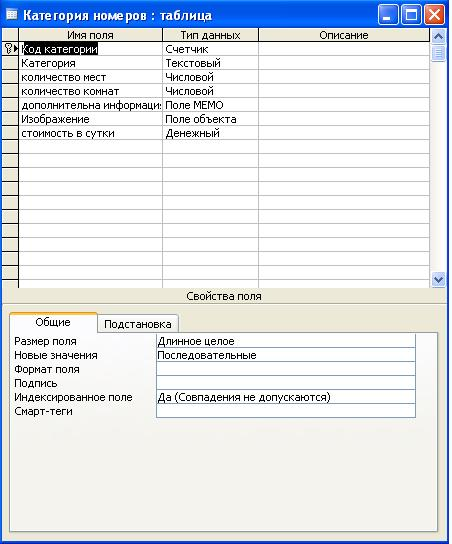 Категория номеров : таблица
Имя поля Тип данных Описание
Код категории Счетчик
Категория Текстовый
количество мест Числовой
количество комнат Числовой
дополнительна информация Поле МЕМО
Изображение Поле объекта
стоимость в сутки Денежный
Свойства поля
Общие Подстановка
Размер поля Длинное целое
Новые значения Последовательные
Формат поля
Подпись
Индексированное поле Да (Совпадения не допускаются)
Смарт-теги